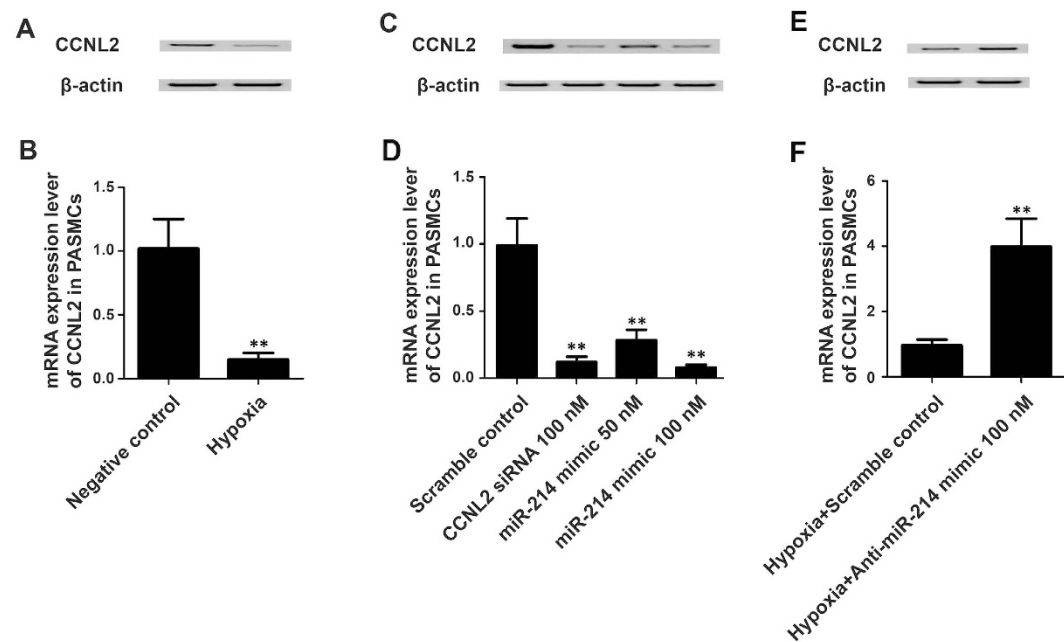 A
CCNL2
β-actin
B
mRNA expression lever
of CCNL2 in PASMCs
1.5
1.0
0.5
0.0
**
Negative control
Hypoxia
C
CCNL2
β-actin
D
mRNA expression lever
of CCNL2 in PASMCs
1.5
1.0
0.5
0.0
**
**
**
Scramble control
CCNL2 siRNA 100 nM
miR-214 mimic 50 nM
miR-214 mimic 100 nM
E
CCNL2
β-actin
F
mRNA expression lever
of CCNL2 in PASMCs
6
4
2
0
**
Hypoxia+Scramble control
Hypoxia+Anti-miR-214 mimic 100 nM